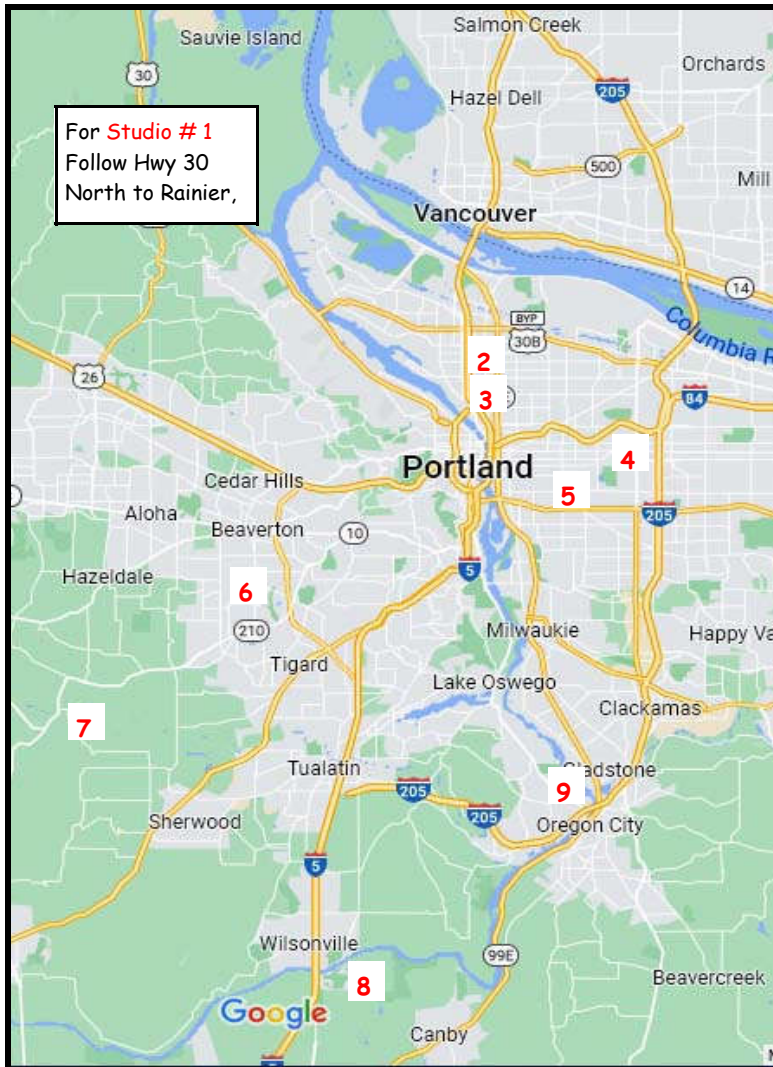 Sauvie Island
Salmon Creek
30
Orchards
205
Hazel Dell
For Studio # 1
Follow Hwy 30
North to Rainier,
500
Mill
Vancouver
14
BYP
30B
Columbia R
2
26
3
E
84
4
Portland
Cedar Hills
5
Aloha
205
Beaverton
10
5
Hazeldale
6
210
Milwaukie
Happy Va
Tigard
Lake Oswego
Clackamas
7
Tualatin
Gladstone
205
9
205
Sherwood
Oregon City
5
Wilsonville
99E
8
Beavercreek
Google
Canby